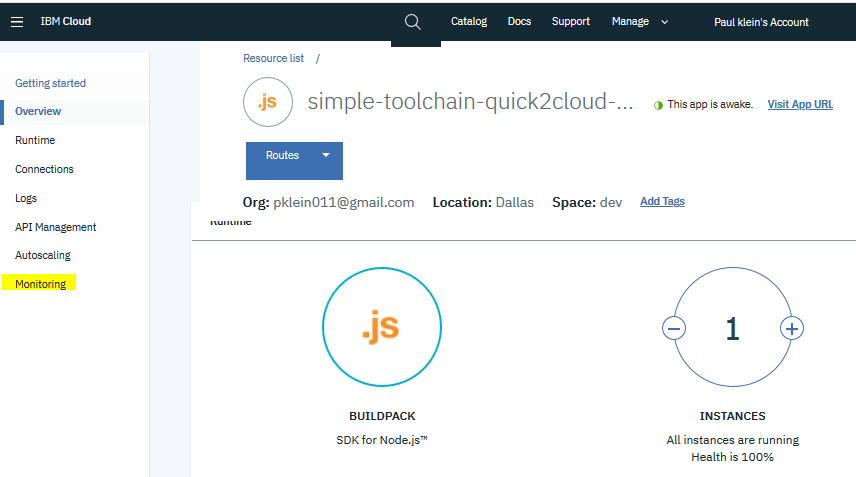 IBM Cloud Catalog Docs Support Manage Paul klein's Account
Resource list /
Getting started
Overview
Runtime
Connections
Logs
API Management
Autoscaling
Monitoring
.js simple-toolchain-quick2cloud-... This app is awake. Visit App URL
Routes
Org: pklein011@gmail.com Location: Dallas Space: dev Add Tags
Runtime
.js
BUILDPACK
SDK for Node.js™
1
INSTANCES
All instances are running
Health is 100%